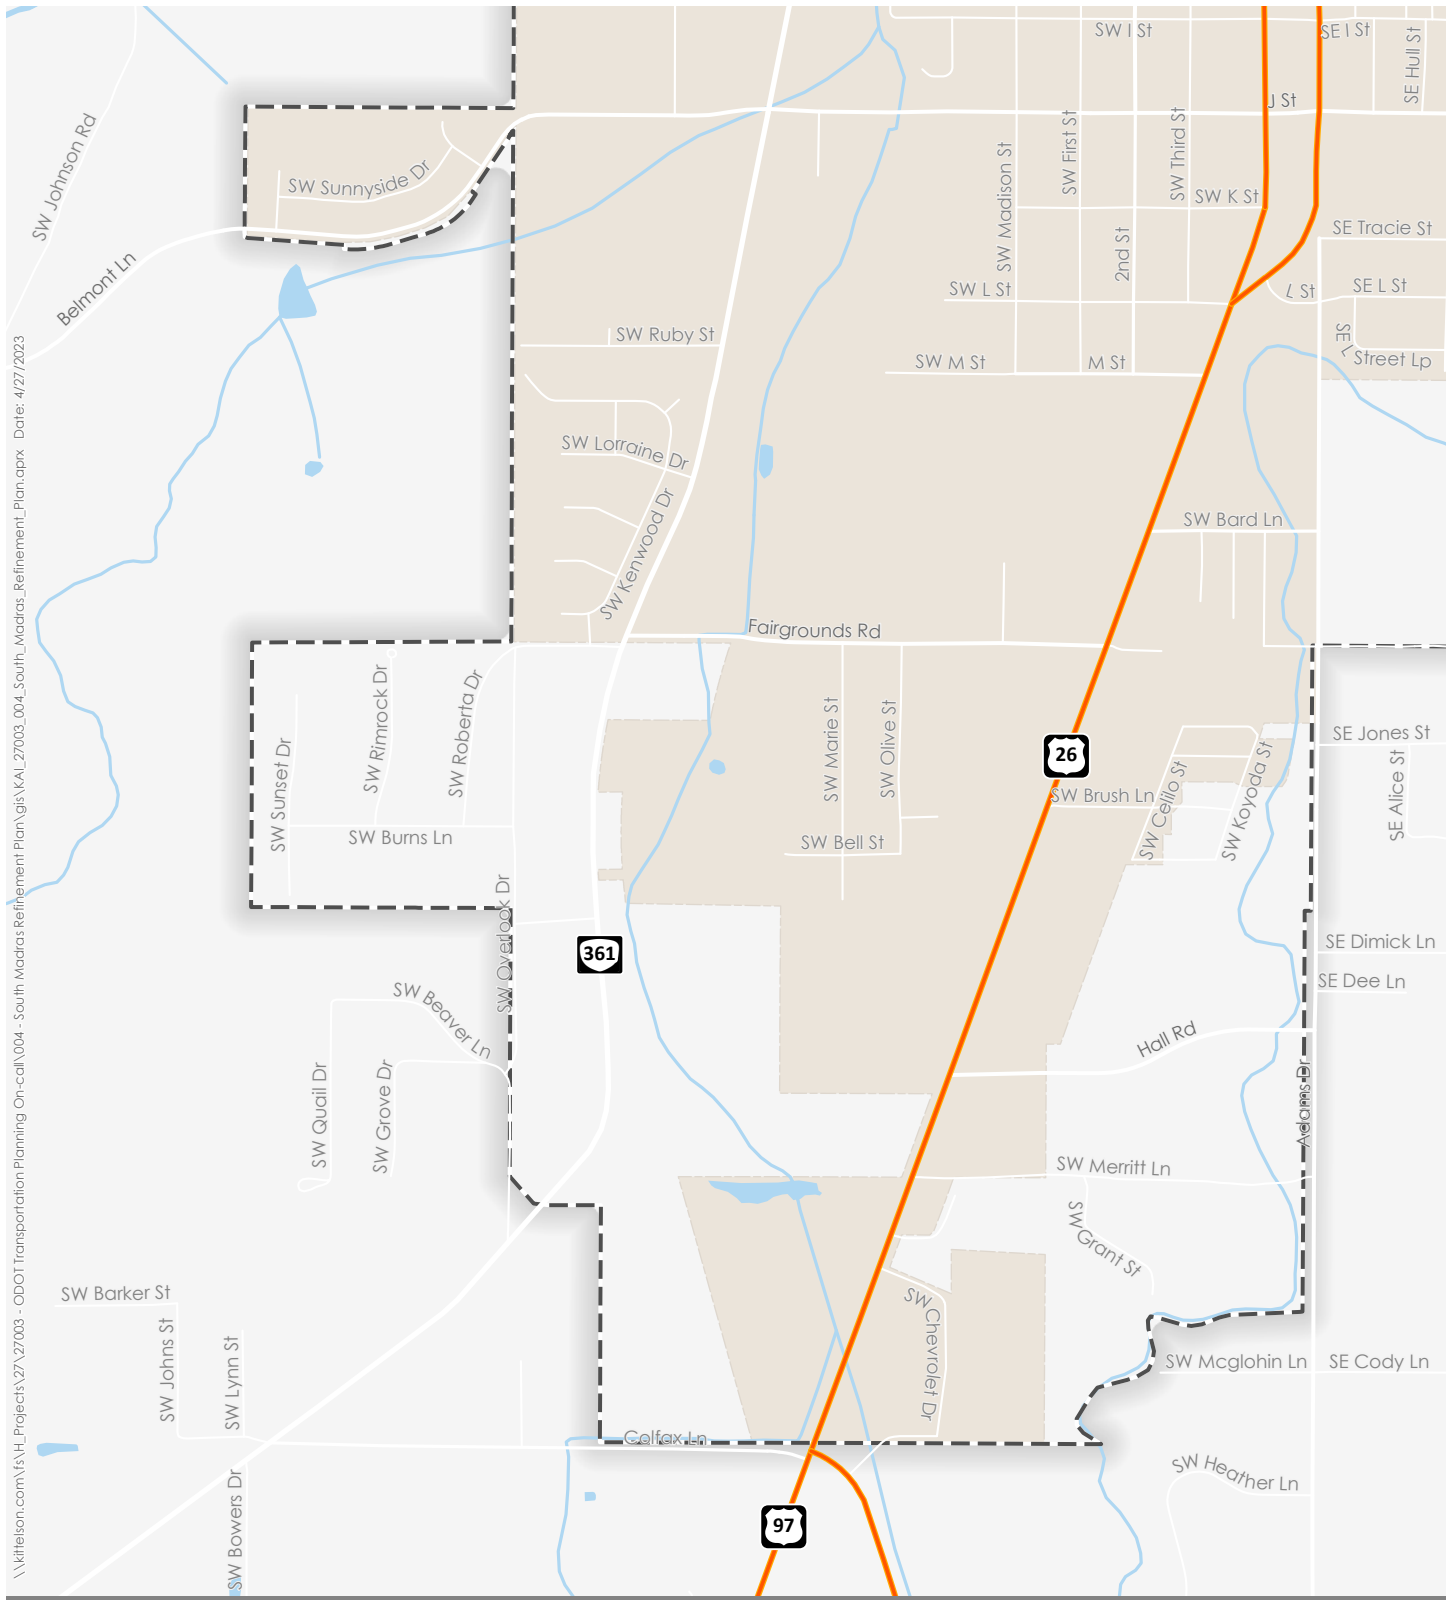 SW I St
SE I St
SE Hull St
J St
SW Johnson Rd
SW First St
SW Third St
SW Madison St
SW Sunnyside Dr
SW K St
SE Tracie St
2nd St
Belmont Ln
SW L St
L St
SE L St
SW Ruby St
SE L Street Lp
SW M St
M St
SW Lorraine Dr
SW Kenwood Dr
SW Bard Ln
Fairgrounds Rd
SW Rimrock Dr
SW Roberta Dr
SW Marie St
SW Olive St
SW Sunset Dr
26
SE Jones St
SE Alice St
SW Brush Ln
SW Celilo St
SW Koyoda St
SW Burns Ln
SW Bell St
SW Overlook Dr
361
SE Dimick Ln
SE Dee Ln
SW Beaver Ln
Hall Rd
SW Quail Dr
SW Grove Dr
Adams Dr
SW Merritt Ln
SW Grant St
SW Barker St
SW Chevrolet Dr
SW Johns St
SW Lynn St
SW Mcglohin Ln
SE Cody Ln
Colfax Ln
SW Heather Ln
SW Bowers Dr
97
\\kittelson.com\fs\H_Projects\27\27003 - ODOT Transportation Planning On-call\004 - South Madras Refinement Plan\gis\KAI_27003_004_South_Madras_Refinement_Plan.aprx Date: 4/27/2023